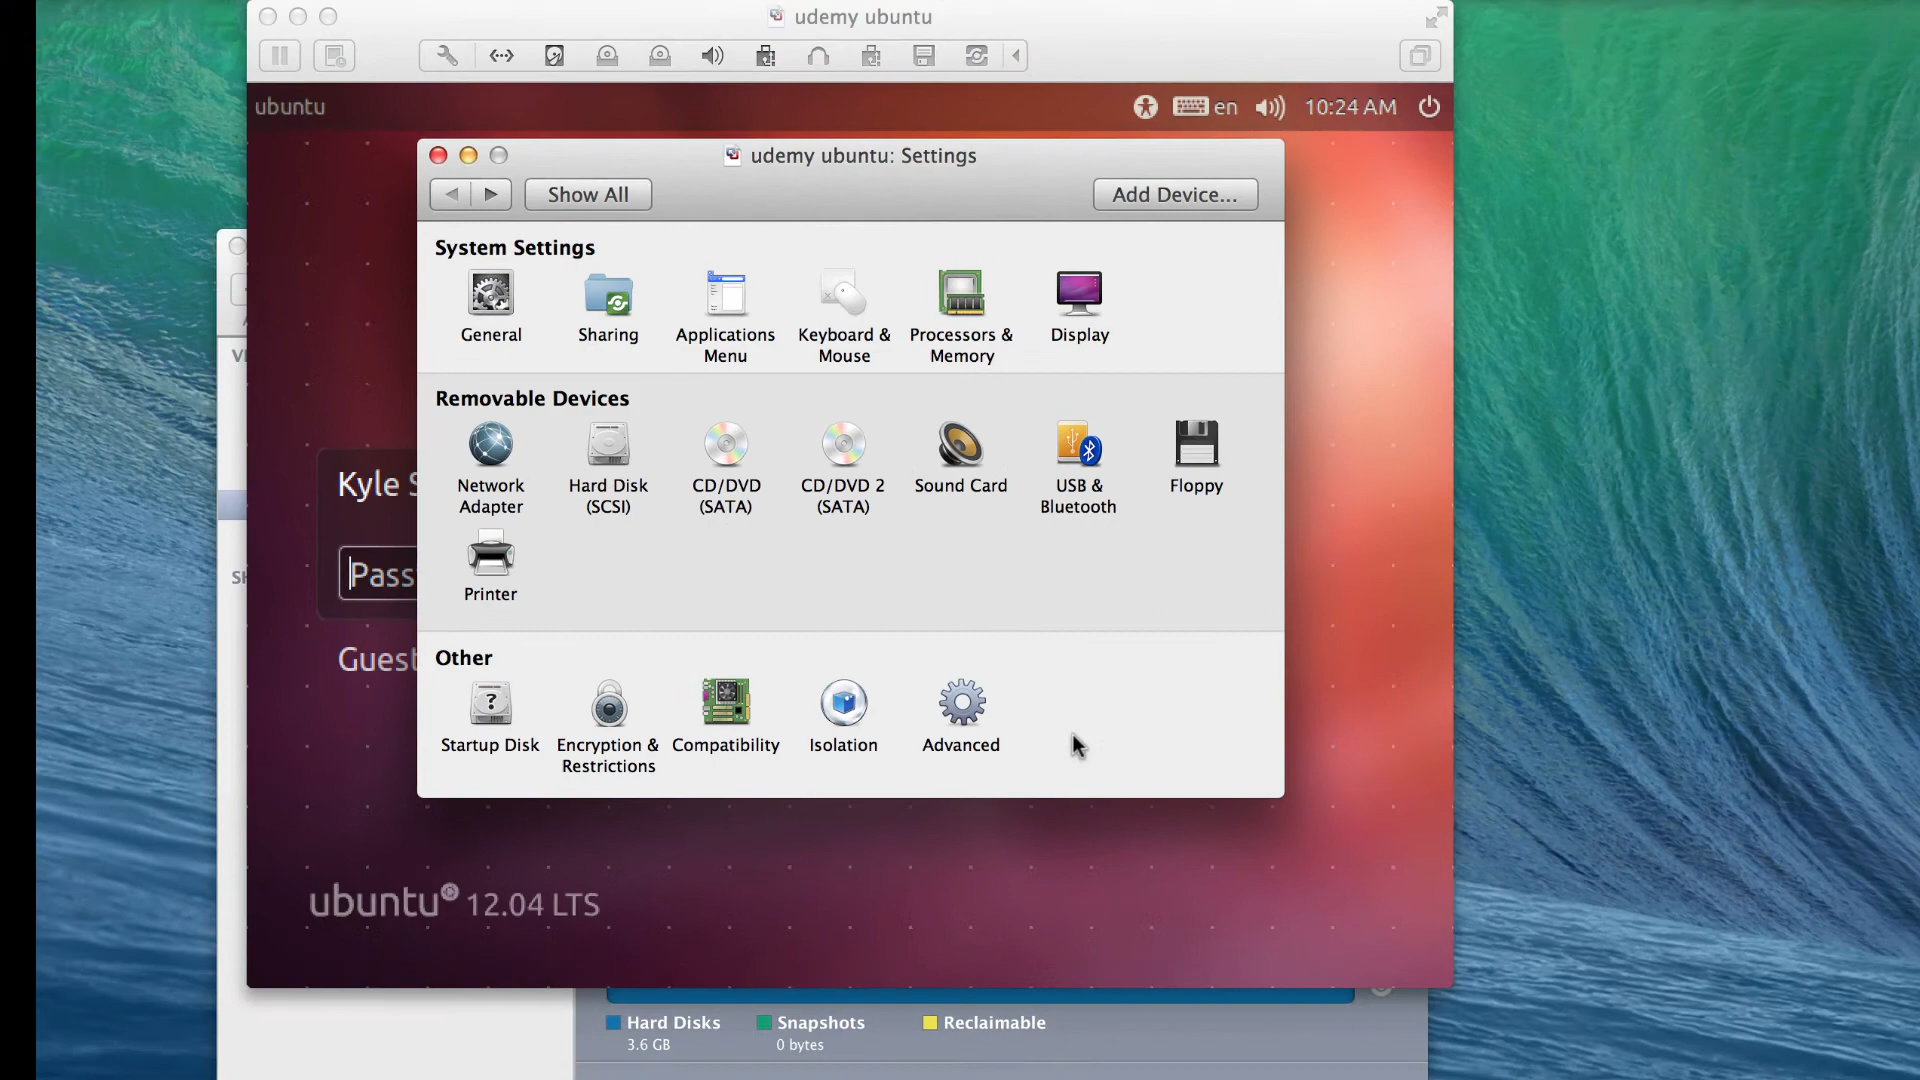 udemy ubuntu
ubuntu
en
10:24 AM
udemy ubuntu: Settings
Show All
Add Device...
System Settings
General
Sharing
Applications Menu
Keyboard & Mouse
Processors & Memory
Display
Removable Devices
Network Adapter
Hard Disk (SCSI)
CD/DVD (SATA)
CD/DVD 2 (SATA)
Sound Card
USB & Bluetooth
Floppy
Printer
Other
Startup Disk
Encryption & Restrictions
Compatibility
Isolation
Advanced
Kyle S
Pass
Guest
ubuntu 12.04 LTS
Hard Disks
3.6 GB
Snapshots
0 bytes
Reclaimable